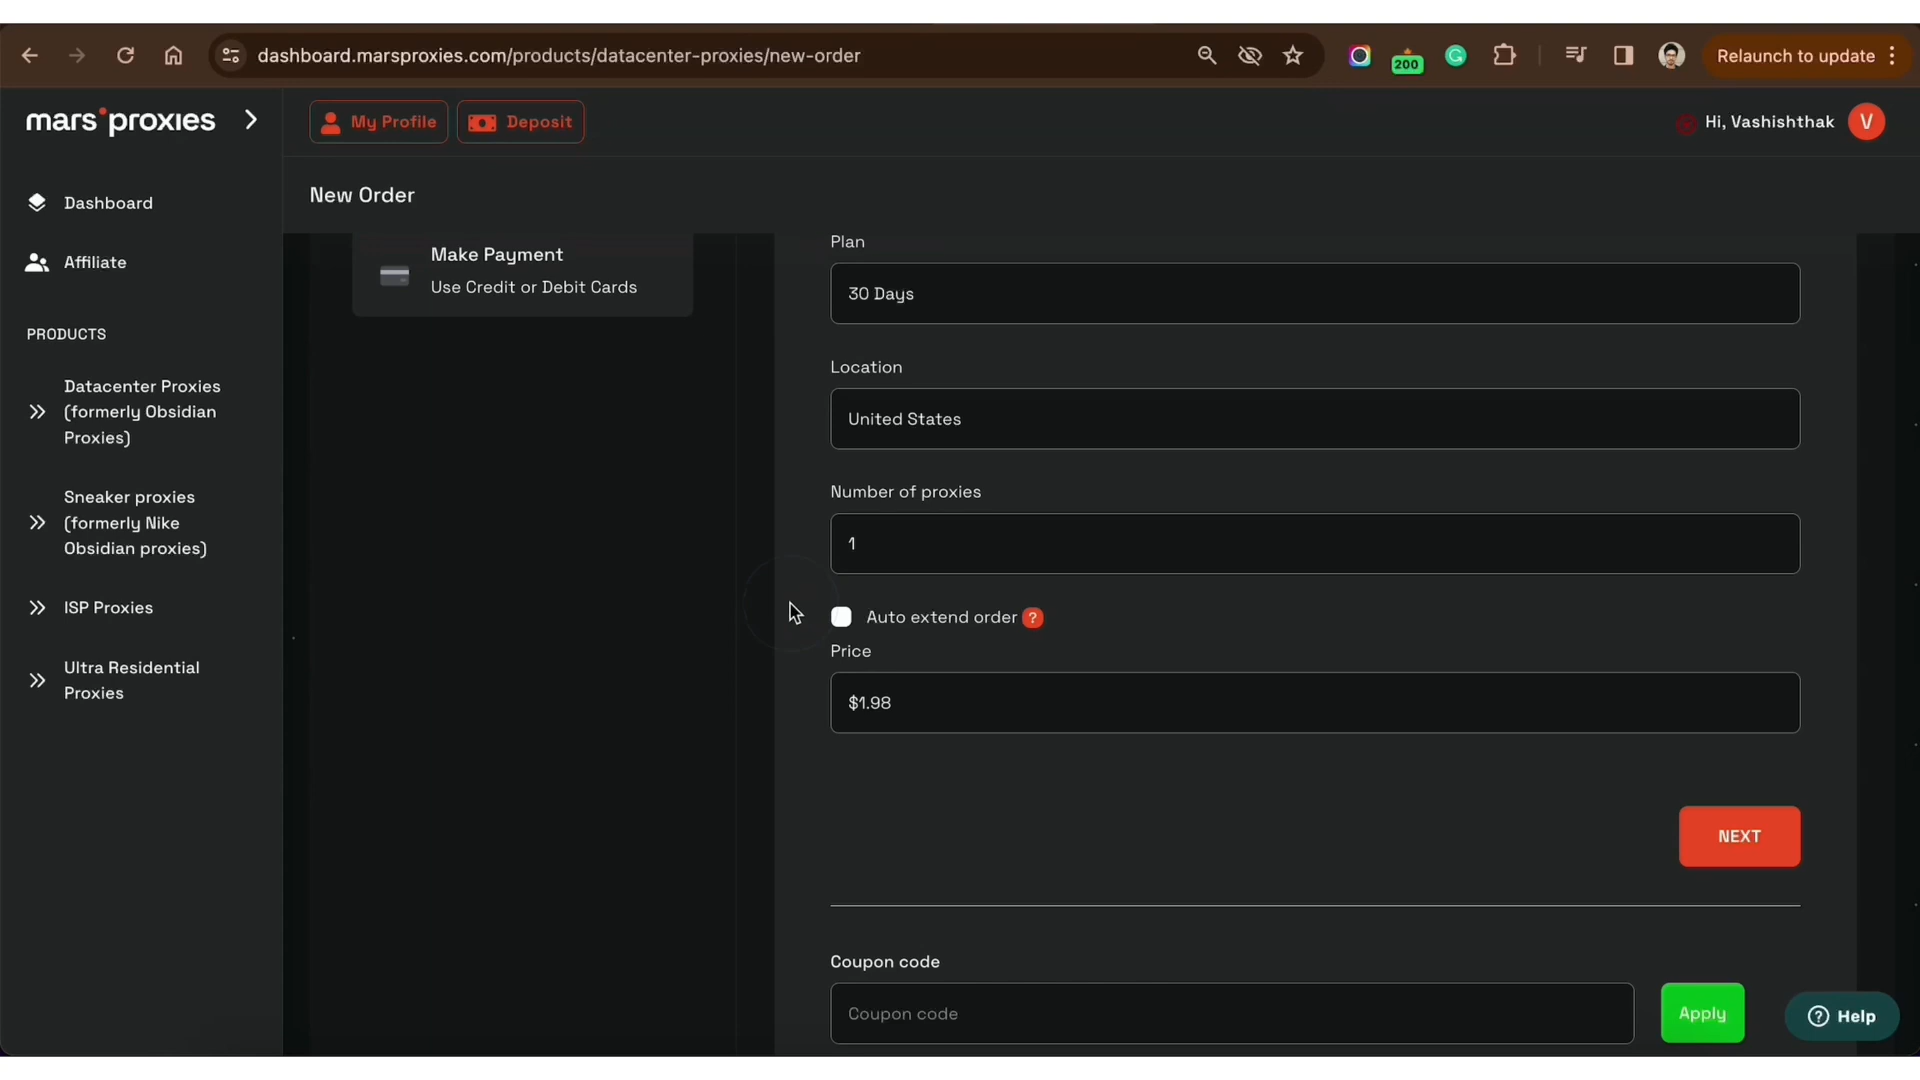 dashboard.marsproxies.com/products/datacenter-proxies/new-order
200
Relaunch to update
mars proxies
My Profile
Deposit
Hi, Vashishthak
V
Dashboard
Affiliate
PRODUCTS
Datacenter Proxies
(formerly Obsidian
Proxies)
Sneaker proxies
(formerly Nike
Obsidian proxies)
ISP Proxies
Ultra Residential
Proxies
New Order
Make Payment
Use Credit or Debit Cards
Plan
30 Days
Location
United States
Number of proxies
1
Auto extend order ?
Price
$1.98
NEXT
Coupon code
Coupon code
Apply
? Help